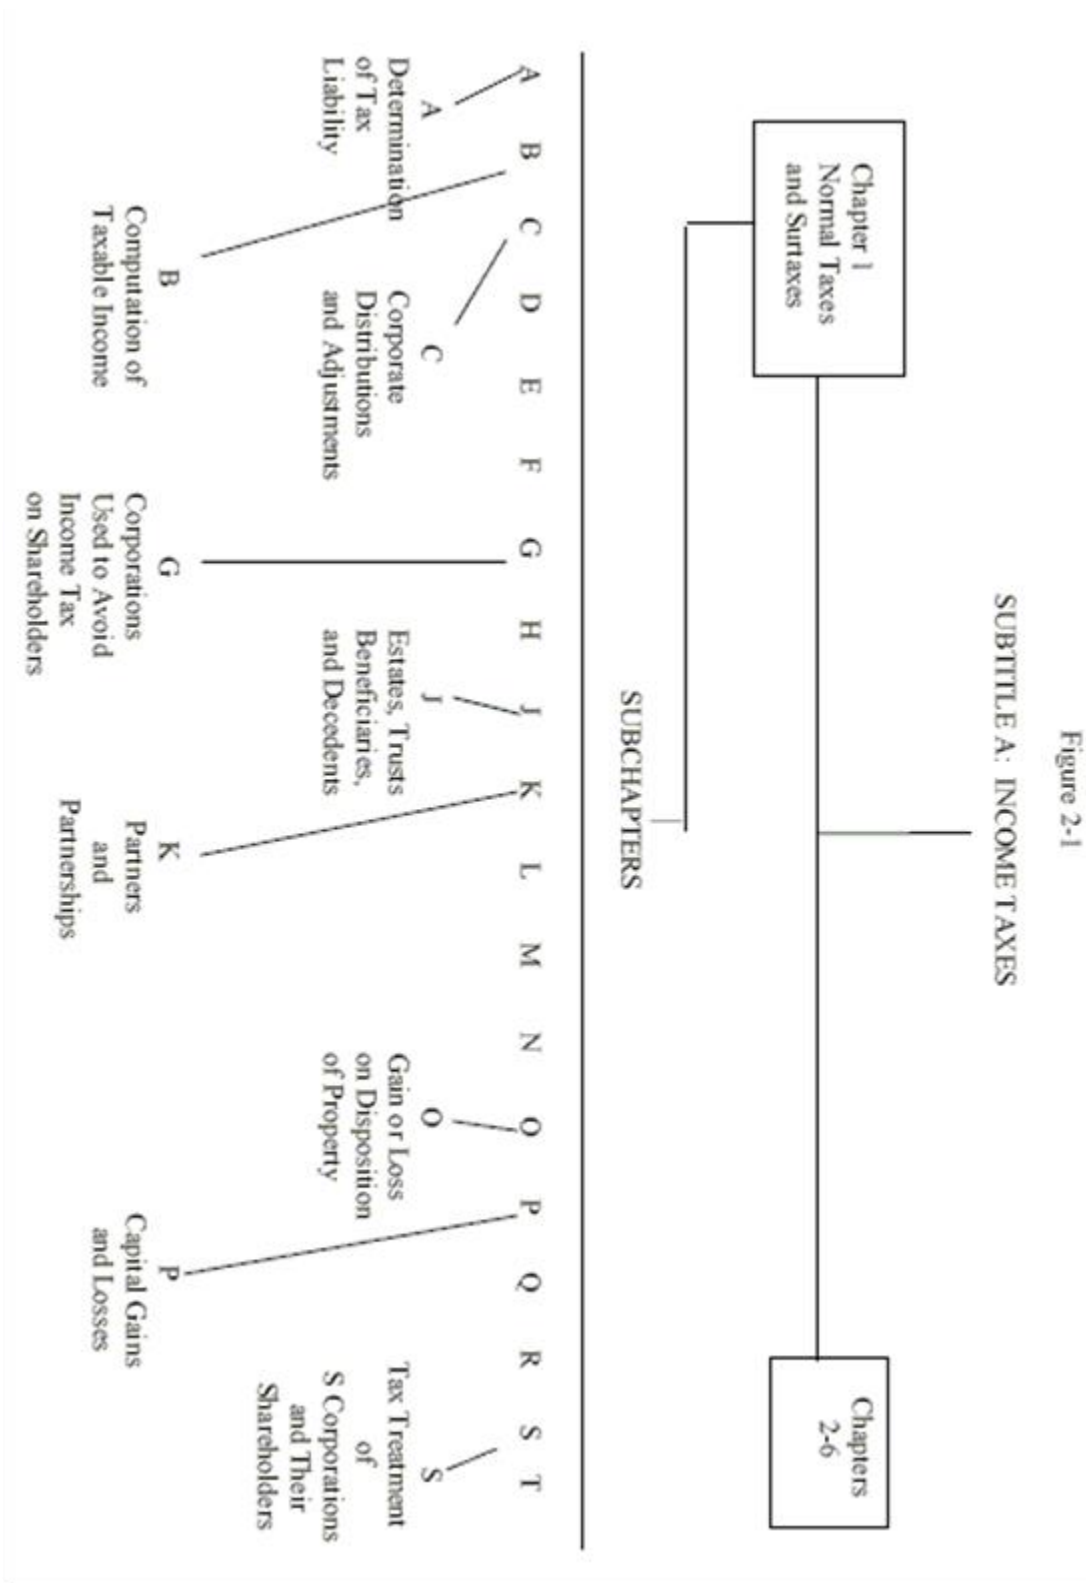 Figure 2-1
SUBTITLE A: INCOME TAXES
Chapter 1
Normal Taxes
and Surtaxes
Chapters
2-6
SUBCHAPTERS
A B C D E F G H J K L M N O P Q R S T
A
Determination
of Tax
Liability
C
Corporate
Distributions
and Adjustments
J
Estates, Trusts
Beneficiaries,
and Decedents
O
Gain or Loss
on Disposition
of Property
S
Tax Treatment
of
S Corporations
and Their
Shareholders
B
Computation of
Taxable Income
G
Corporations
Used to Avoid
Income Tax
on Shareholders
K
Partners
and
Partnerships
P
Capital Gains
and Losses